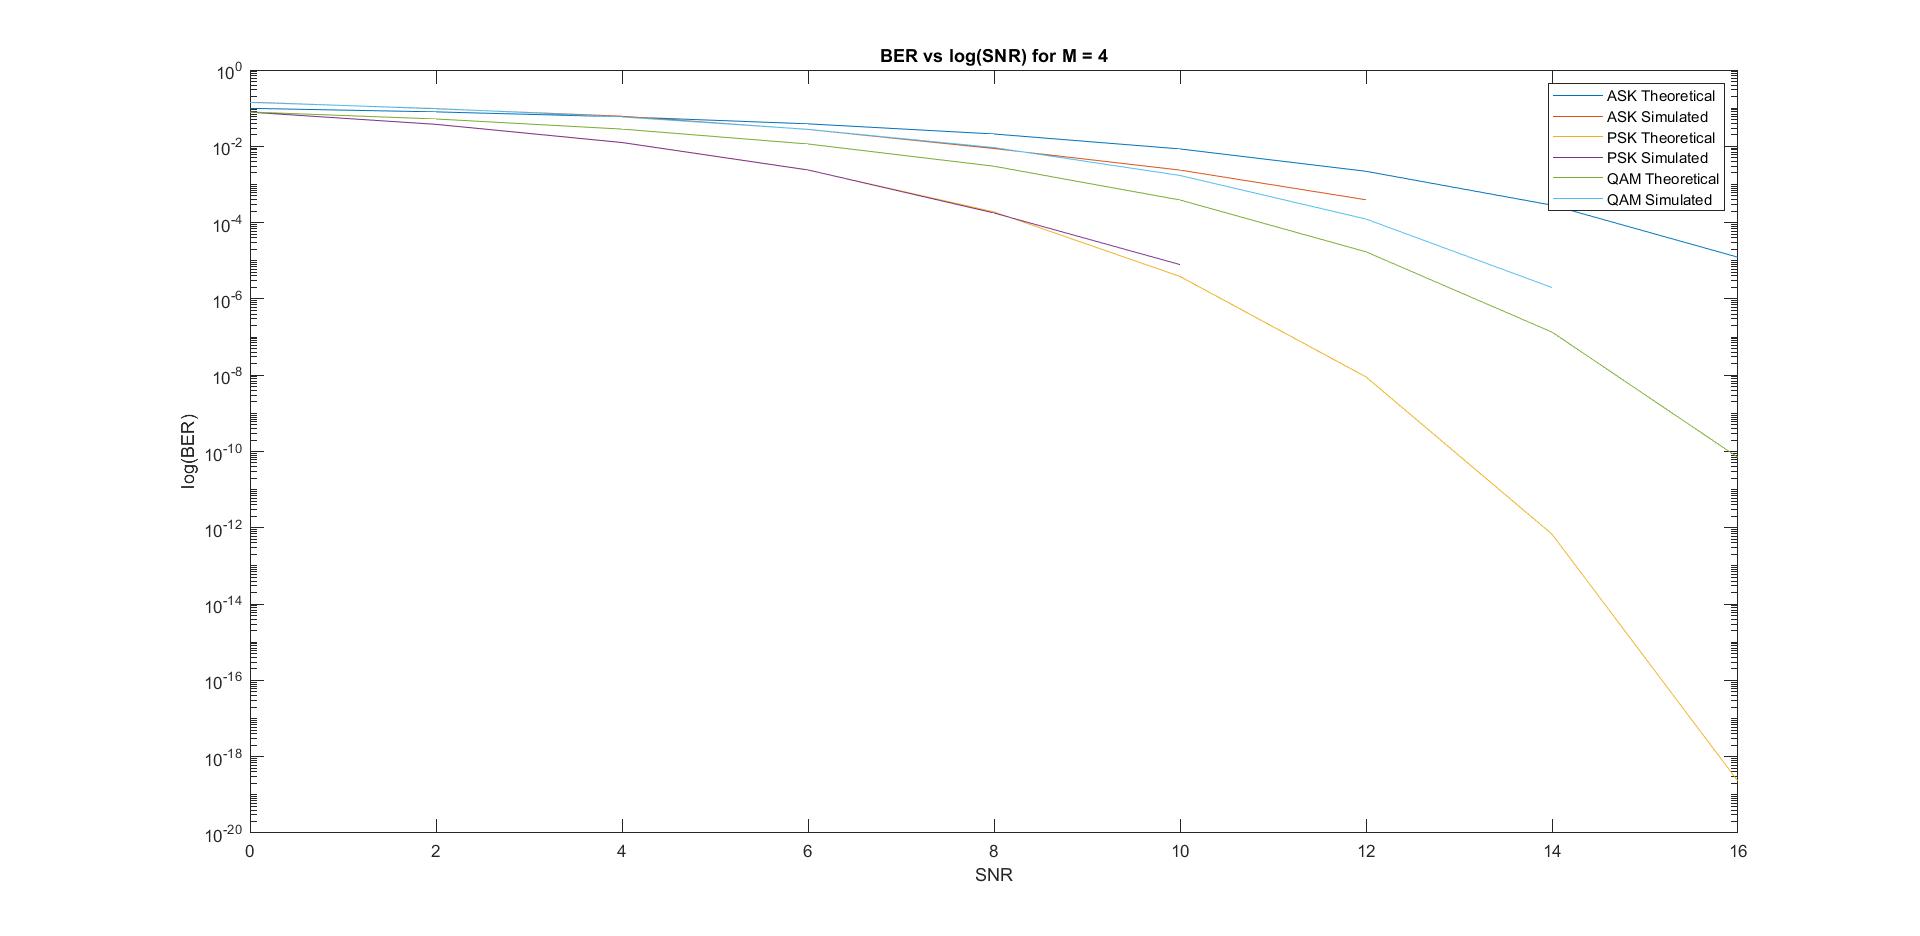 BER vs log(SNR) for M = 4
10^0
10^-2
10^-4
10^-6
10^-8
10^-10
10^-12
10^-14
10^-16
10^-18
10^-20
log(BER)
ASK Theoretical
ASK Simulated
PSK Theoretical
PSK Simulated
QAM Theoretical
QAM Simulated
0 2 4 6 8 10 12 14 16
SNR